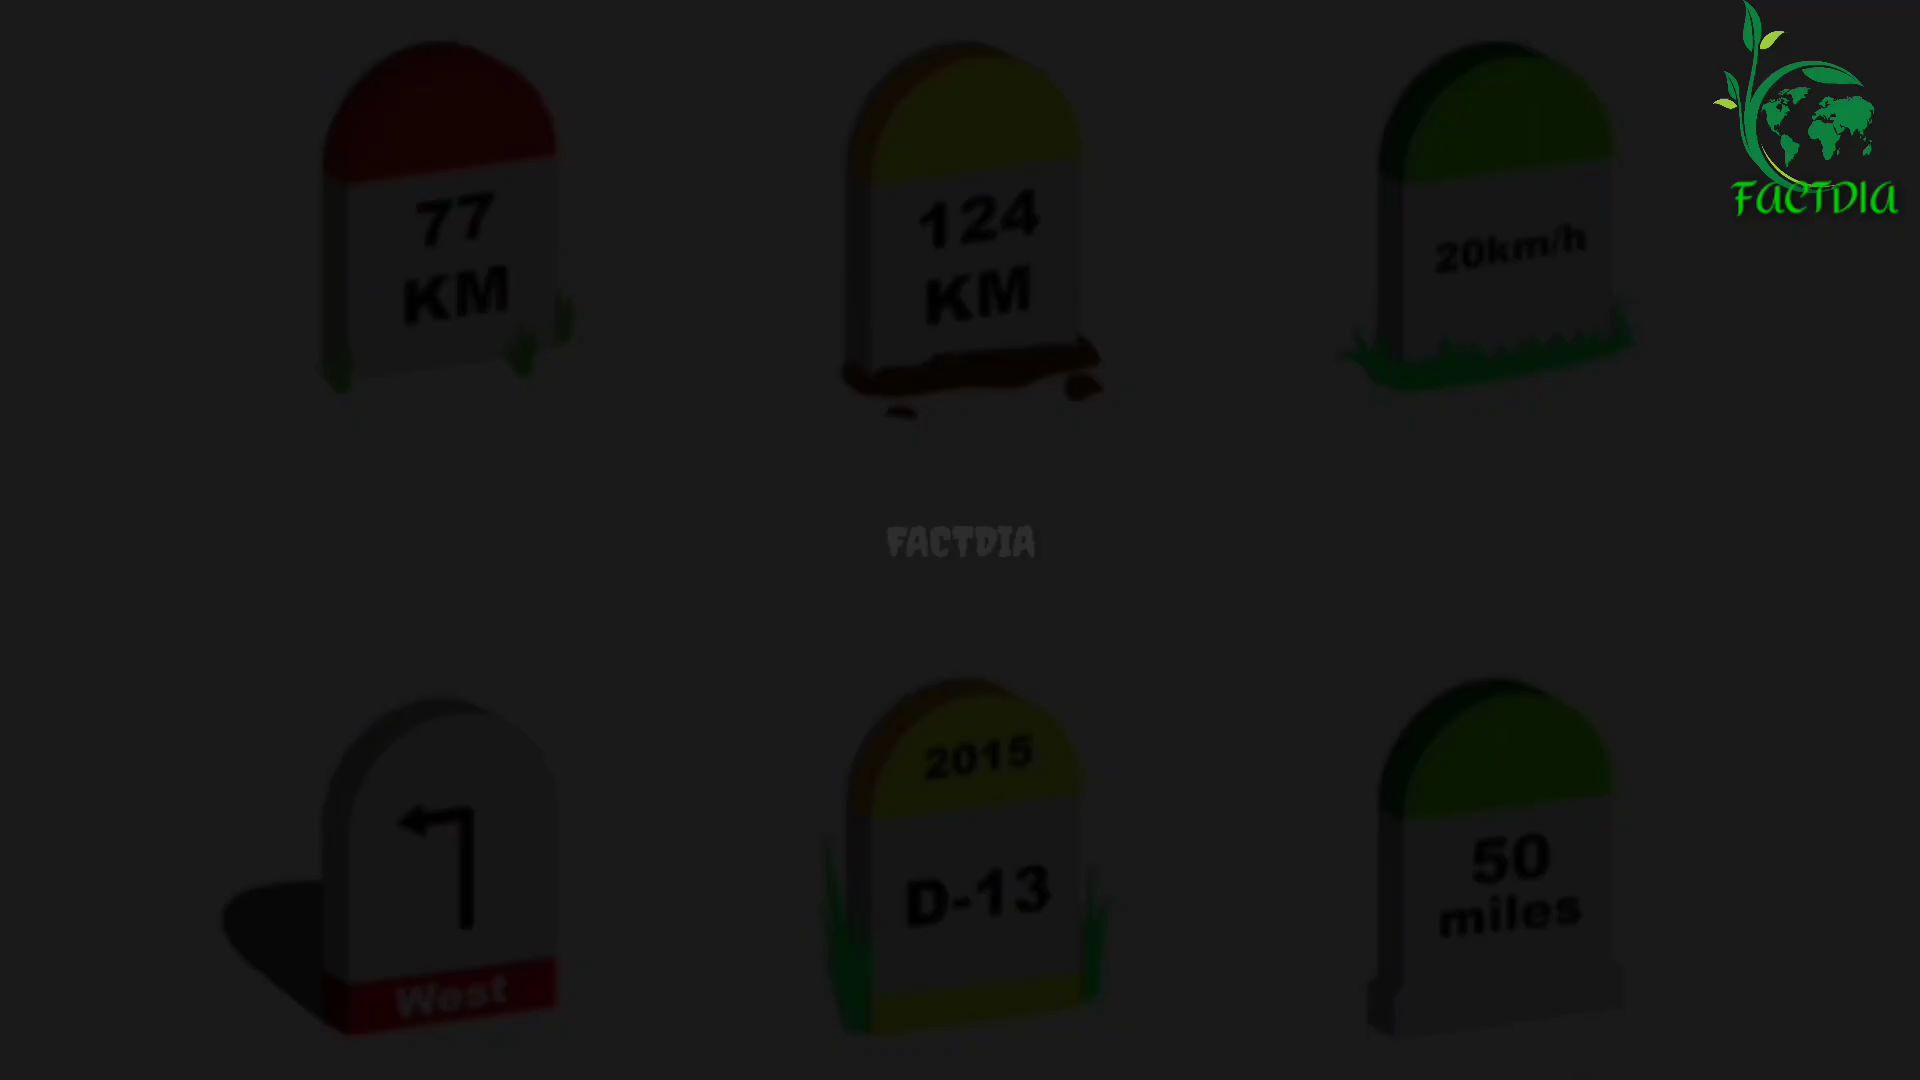 77
KM
124
KM
20km/h
FACTDIA
FACTDIA
West
2015
D-13
50
miles